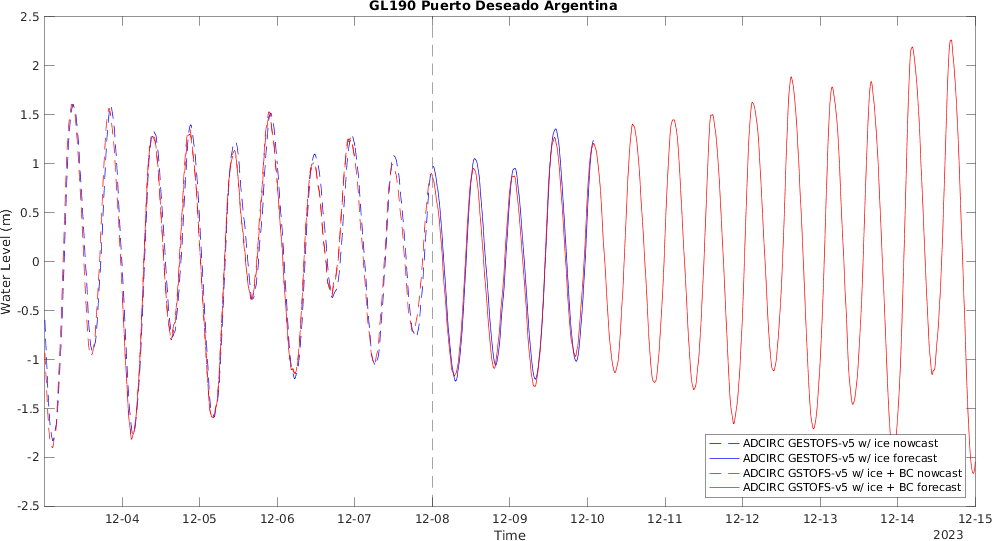 GL190 Puerto Deseado Argentina
2.5
2
1.5
1
0.5
0
-0.5
-1
-1.5
-2
-2.5
Water Level (m)
ADCIRC GESTOFS-v5 w/ ice nowcast
ADCIRC GESTOFS-v5 w/ ice forecast
ADCIRC GSTOFS-v5 w/ ice + BC nowcast
ADCIRC GSTOFS-v5 w/ ice + BC forecast
12-04 12-05 12-06 12-07 12-08 12-09 12-10 12-11 12-12 12-13 12-14 12-15
Time
2023